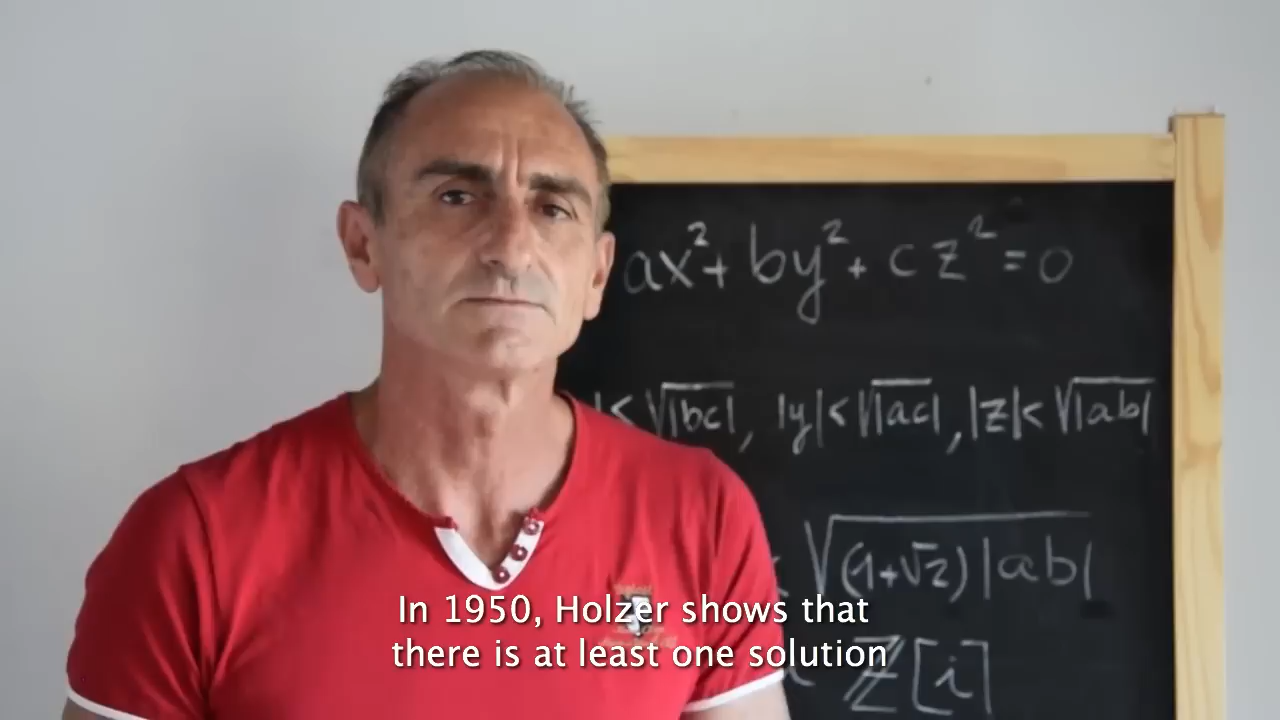 ax² + by² + cz² = 0
< √|bc|, |y| < √|ac|, |z| < √|ab|
√(1+√2)|ab|
ℤ[i]
In 1950, Holzer shows that
there is at least one solution